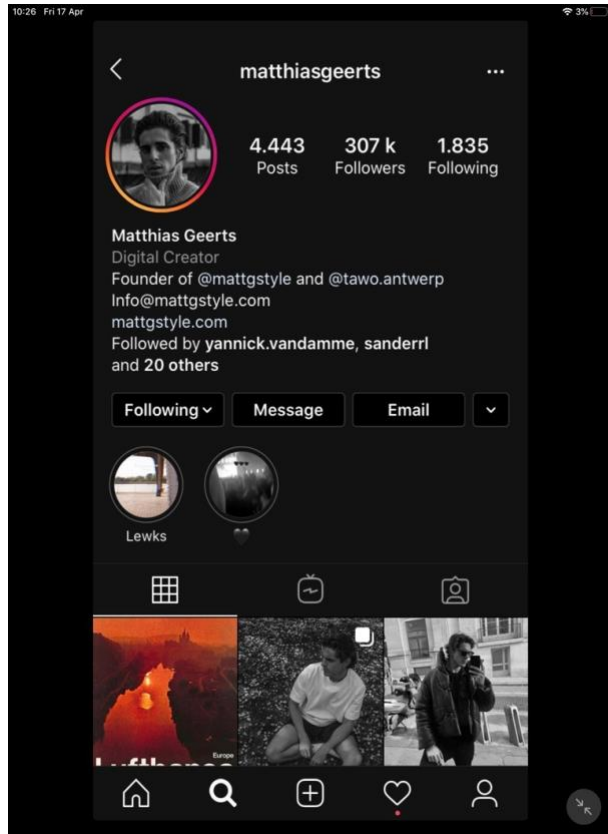 10:26 Fri 17 Apr
3%
matthiasgeerts
4.443 307 k 1.835
Posts Followers Following
Matthias Geerts
Digital Creator
Founder of @mattgstyle and @tawo.antwerp
Info@mattgstyle.com
mattgstyle.com
Followed by yannick.vandamme, sanderrl
and 20 others
Following Message Email
Lewks
Europe
Lufthansa